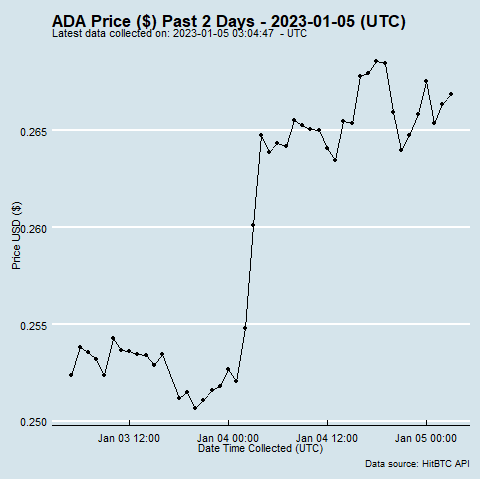 ADA Price ($) Past 2 Days - 2023-01-05 (UTC)
Latest data collected on: 2023-01-05 03:04:47  - UTC
Price USD ($)
0.265
0.260
0.255
0.250
Jan 03 12:00
Jan 04 00:00
Jan 04 12:00
Jan 05 00:00
Date Time Collected (UTC)
Data source: HitBTC API